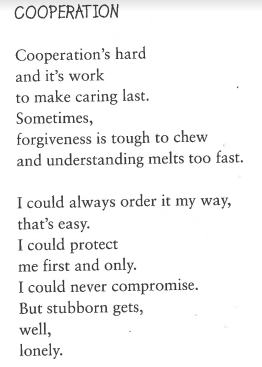 COOPERATION
Cooperation's hard
and it's work
to make caring last.
Sometimes,
forgiveness is tough to chew
and understanding melts too fast.
I could always order it my way,
that's easy.
I could protect
me first and only.
I could never compromise.
But stubborn gets,
well,
lonely.